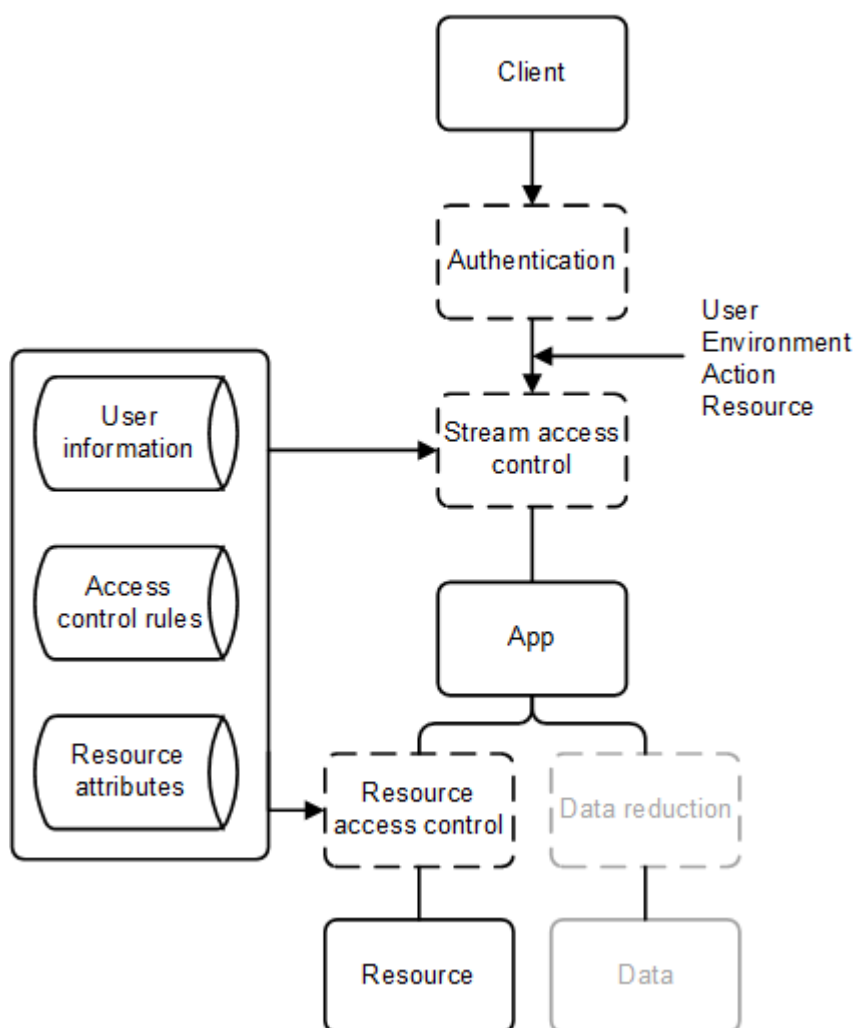 Client
Authentication
User
Environment
Action
Resource
User
information
Stream access
control
Access
control rules
App
Resource
attributes
Resource
access control
Data reduction
Resource
Data